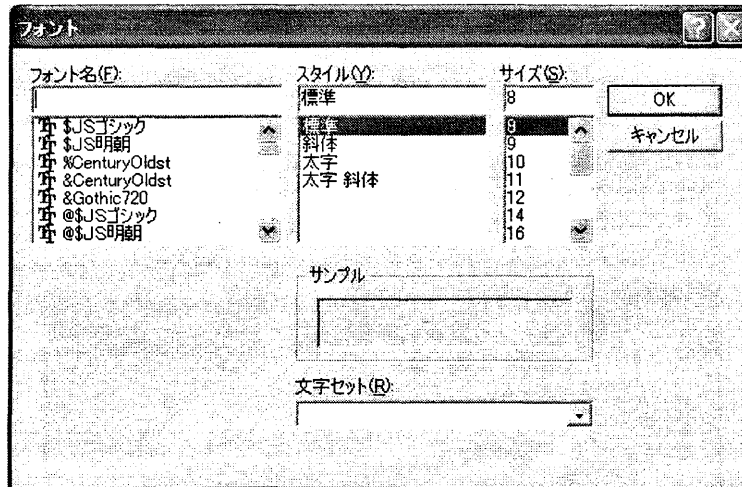 フォント
フォント名(F):
$JSゴシック
$JS明朝
%CenturyOldst
&CenturyOldst
&Gothic720
@$JSゴシック
@$JS明朝
スタイル(Y):
標準
標準
斜体
太字
太字 斜体
サイズ(S):
8
8
9
10
11
12
14
16
OK
キャンセル
サンプル
文字セット(R):